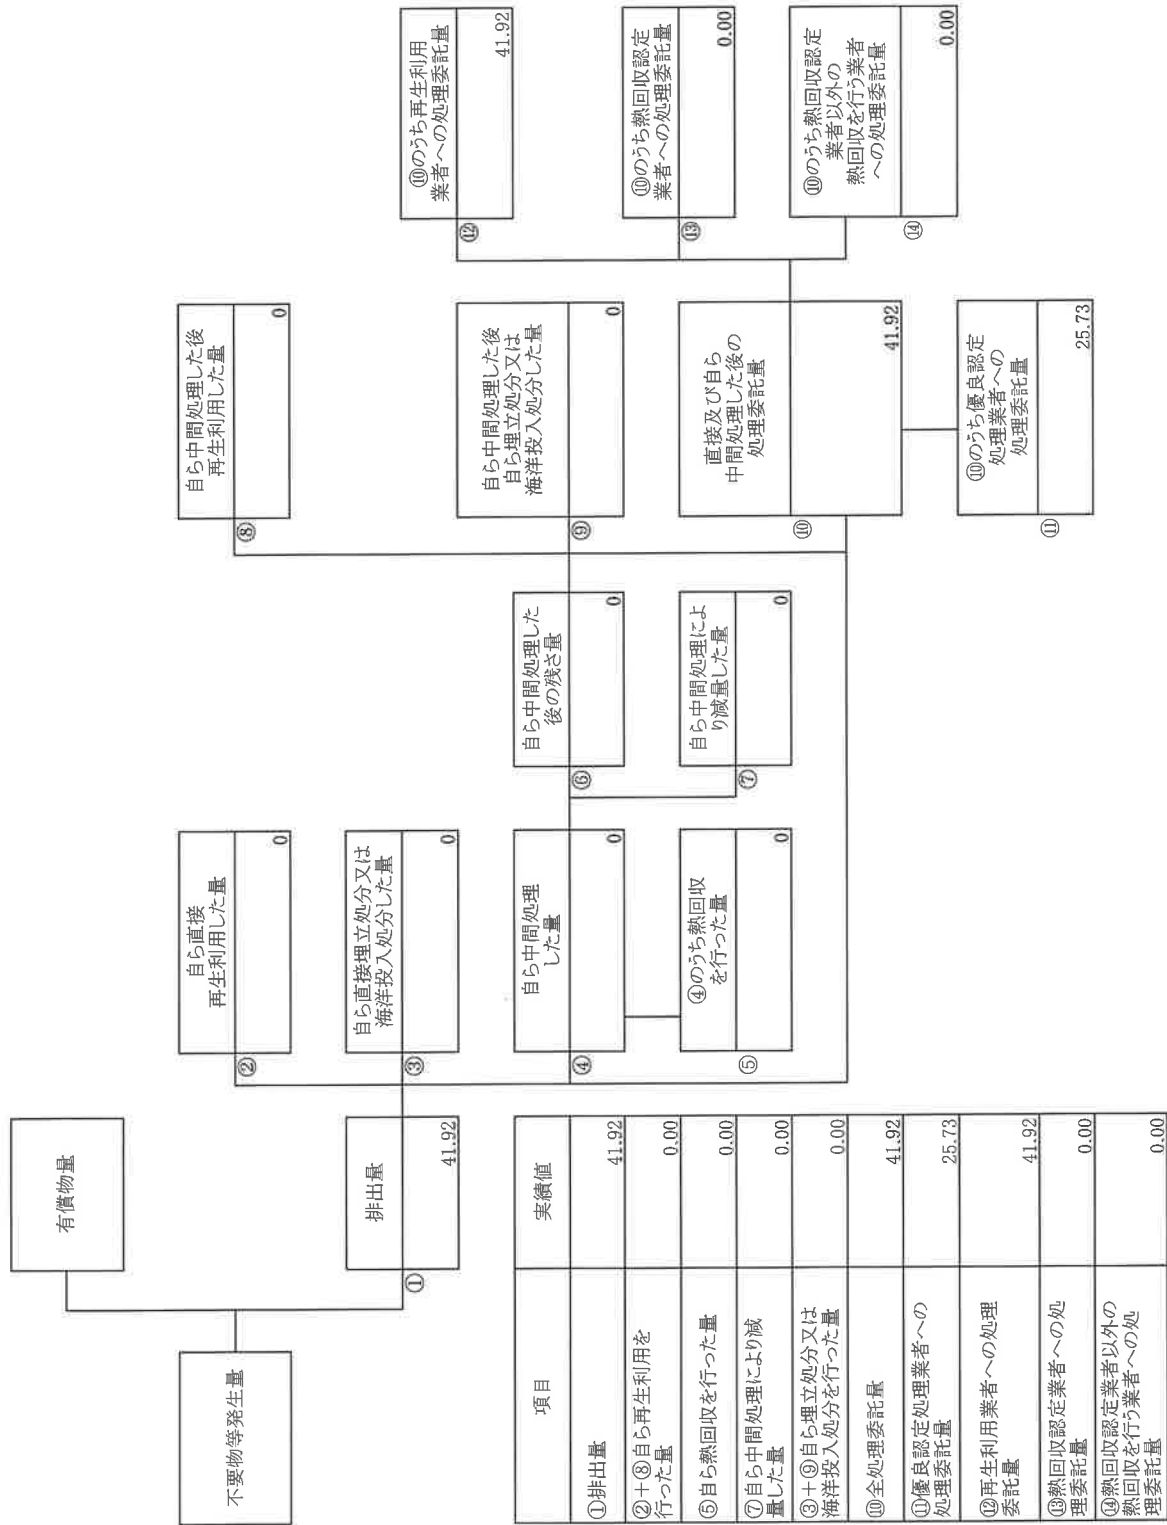 不要物等発生量
有償物量
排出量
①
41.92
自ら直接
再生利用した量
②
0
自ら直接埋立処分又は
海洋投入処分した量
③
0
自ら中間処理
した量
④
0
④のうち熱回収
を行った量
⑤
0
自ら中間処理した
後の残さ量
⑥
0
自ら中間処理によ
り減量した量
⑦
0
自ら中間処理した後
再生利用した量
⑧
0
自ら中間処理した後
自ら埋立処分又は
海洋投入処分した量
⑨
0
直接及び自ら
中間処理した後の
処理委託量
⑩
41.92
⑩のうち優良認定
処理業者への
処理委託量
⑪
25.73
⑩のうち再生利用
業者への処理委託量
⑫
41.92
⑩のうち熱回収認定
業者への処理委託量
⑬
0.00
⑩のうち熱回収認定
業者以外の
熱回収を行う業者
への処理委託量
⑭
0.00
項目 実績値
①排出量 41.92
②+⑧自ら再生利用を
行った量 0.00
⑤自ら熱回収を行った量 0.00
⑦自ら中間処理により減
量した量 0.00
③+⑨自ら埋立処分又は
海洋投入処分を行った量 0.00
⑩全処理委託量 41.92
⑪優良認定処理業者への
処理委託量 25.73
⑫再生利用業者への処理
委託量 41.92
⑬熱回収認定業者への処
理委託量 0.00
⑭熱回収認定業者以外の
熱回収を行う業者への処
理委託量 0.00